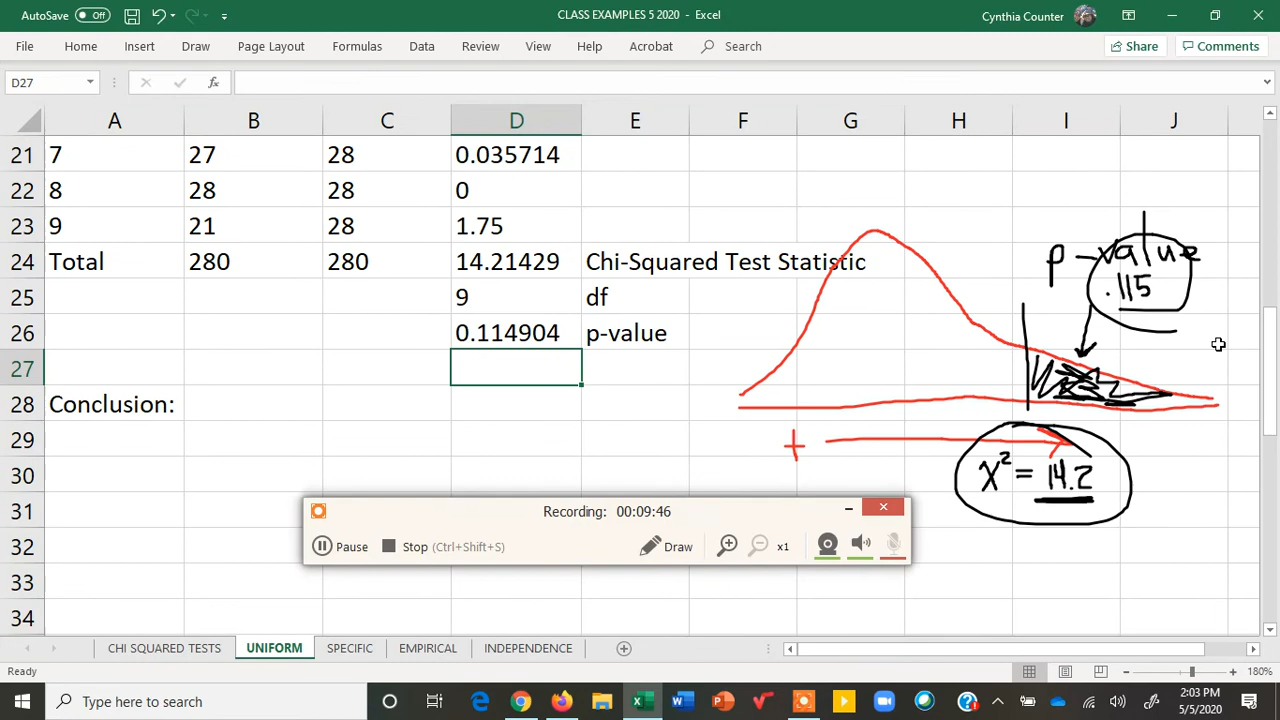 AutoSave Off
CLASS EXAMPLES 5 2020 - Excel
Cynthia Counter
File Home Insert Draw Page Layout Formulas Data Review View Help Acrobat Search Share Comments
D27 fx
A B C D E F G H I J
21 7 27 28 0.035714
22 8 28 28 0
23 9 21 28 1.75
24 Total 280 280 14.21429 Chi-Squared Test Statistic
25 9 df
26 0.114904 p-value
27
28 Conclusion:
29
30
31
32
33
34
p-value
.115
+
X² = 14.2
Recording: 00:09:46
Pause Stop (Ctrl+Shift+S) Draw x1
CHI SQUARED TESTS UNIFORM SPECIFIC EMPIRICAL INDEPENDENCE
Ready 180%
Type here to search
2:03 PM
5/5/2020